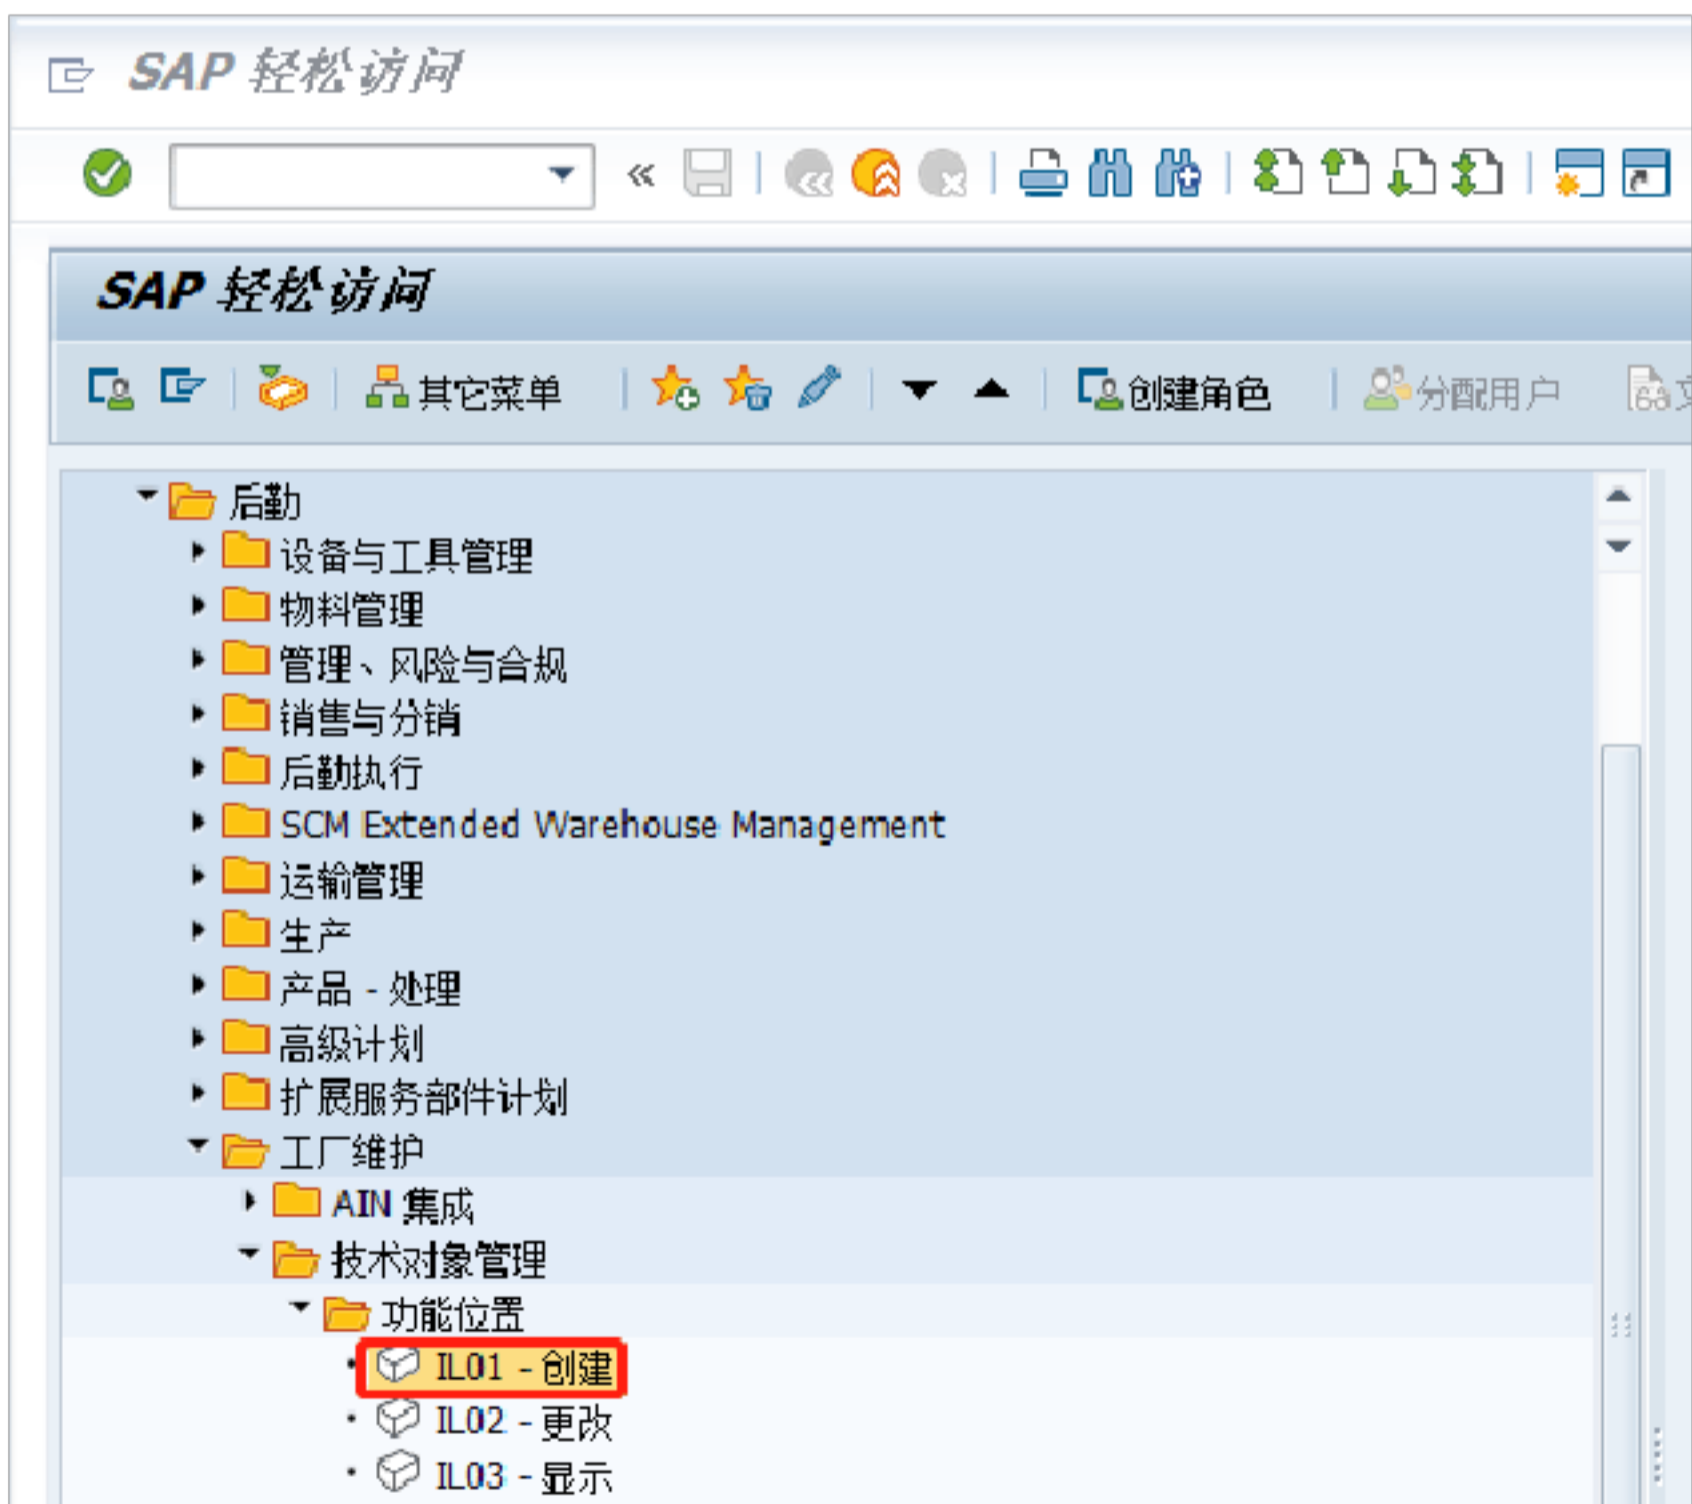 SAP 轻松访问
SAP 轻松访问
其它菜单 创建角色 分配用户
后勤
设备与工具管理
物料管理
管理、风险与合规
销售与分销
后勤执行
SCM Extended Warehouse Management
运输管理
生产
产品 - 处理
高级计划
扩展服务部件计划
工厂维护
AIN 集成
技术对象管理
功能位置
IL01 - 创建
IL02 - 更改
IL03 - 显示